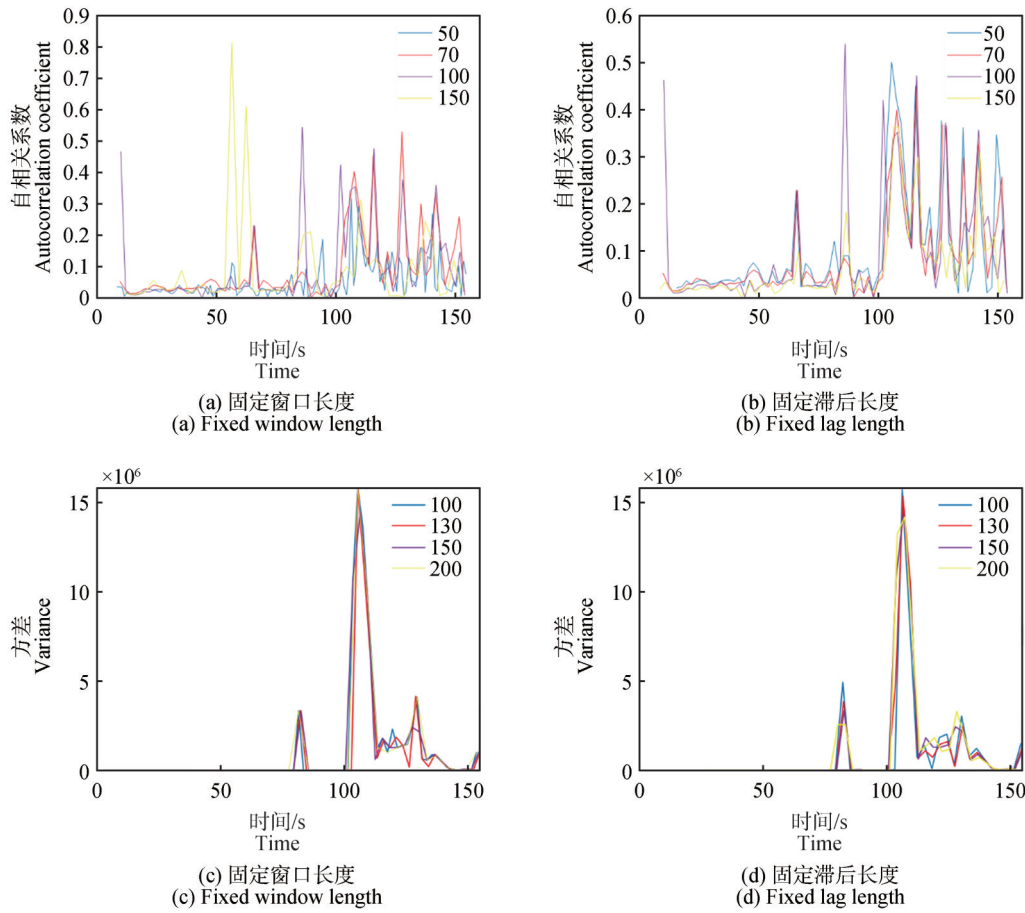 0.9
0.8
0.7
0.6
0.5
0.4
0.3
0.2
0.1
0
自相关系数
Autocorrelation coefficient
50
70
100
150
0
50
100
150
时间/s
Time
(a) 固定窗口长度
(a) Fixed window length
0.6
0.5
0.4
0.3
0.2
0.1
0
自相关系数
Autocorrelation coefficient
50
70
100
150
0
50
100
150
时间/s
Time
(b) 固定滞后长度
(b) Fixed lag length
×10⁶
15
10
5
0
方差
Variance
100
130
150
200
0
50
100
150
时间/s
Time
(c) 固定窗口长度
(c) Fixed window length
×10⁶
15
10
5
0
方差
Variance
100
130
150
200
0
50
100
150
时间/s
Time
(d) 固定滞后长度
(d) Fixed lag length